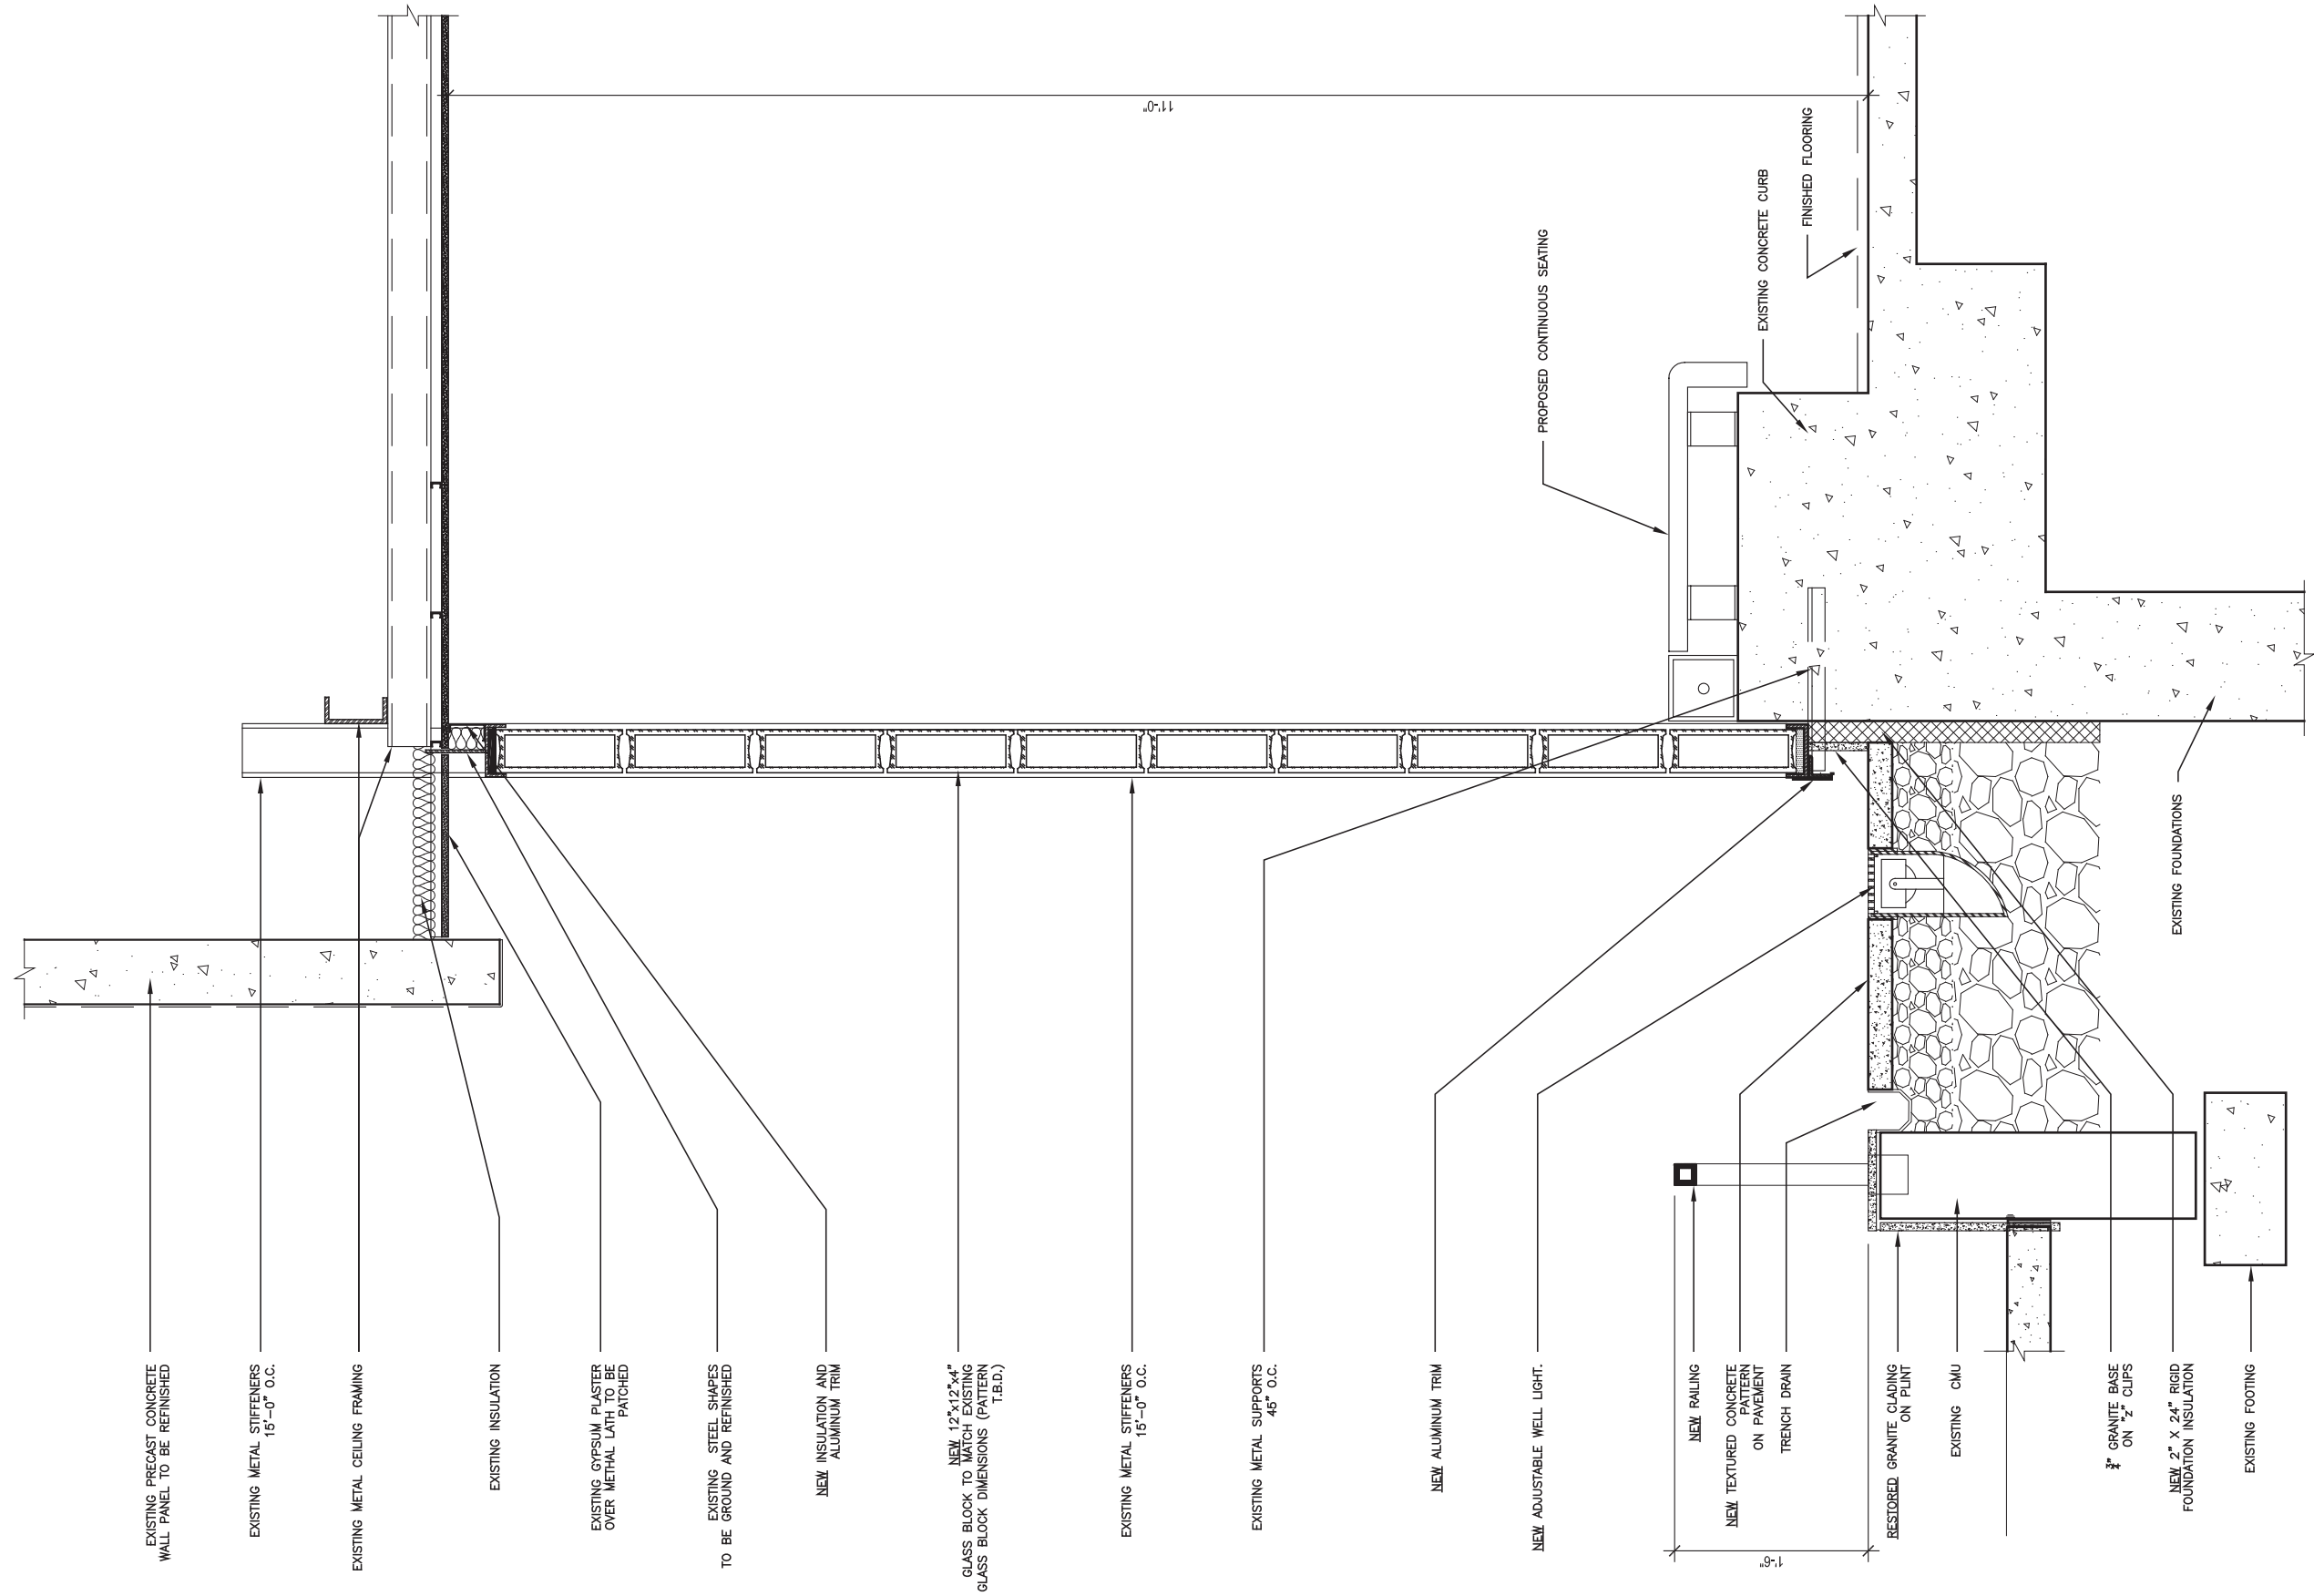 EXISTING PRECAST CONCRETE
WALL PANEL TO BE REFINISHED
EXISTING METAL STIFFENERS
15'-0" O.C.
EXISTING METAL CEILING FRAMING
EXISTING INSULATION
EXISTING GYPSUM PLASTER
OVER METHAL LATH TO BE
PATCHED
EXISTING STEEL SHAPES
TO BE GROUND AND REFINISHED
NEW INSULATION AND
ALUMINUM TRIM
NEW 12"x12"x4"
GLASS BLOCK TO MATCH EXISTING
GLASS BLOCK DIMENSIONS (PATTERN
T.B.D.)
EXISTING METAL STIFFENERS
15'-0" O.C.
EXISTING METAL SUPPORTS
45" O.C.
NEW ALUMINUM TRIM
NEW ADJUSTABLE WELL LIGHT.
NEW RAILING
NEW TEXTURED CONCRETE
PATTERN
ON PAVEMENT
TRENCH DRAIN
RESTORED GRANITE CLADING
ON PLINT
EXISTING CMU
3/4" GRANITE BASE
ON "z" CLIPS
NEW 2" X 24" RIGID
FOUNDATION INSULATION
EXISTING FOOTING
1'-6"
EXISTING FOUNDATIONS
PROPOSED CONTINUOUS SEATING
EXISTING CONCRETE CURB
FINISHED FLOORING
11'-0"